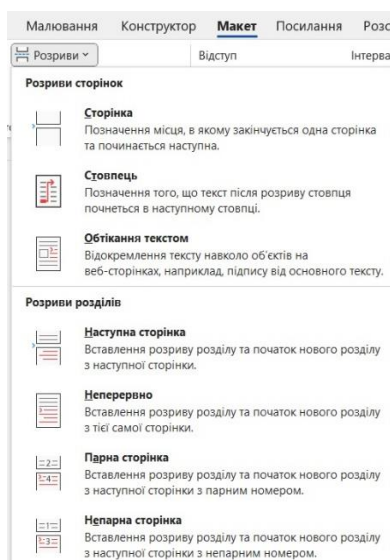 Малювання Конструктор Макет Посилання
Розриви Відступ
Розриви сторінок
Сторінка
Позначення місця, в якому закінчується одна сторінка
та починається наступна.
Стовпець
Позначення того, що текст після розриву стовпця
почнеться в наступному стовпці.
Обтікання текстом
Відокремлення тексту навколо об'єктів на
веб-сторінках, наприклад, підпису від основного тексту.
Розриви розділів
Наступна сторінка
Вставлення розриву розділу та початок нового розділу
з наступної сторінки.
Неперервно
Вставлення розриву розділу та початок нового розділу
з тієї самої сторінки.
Парна сторінка
Вставлення розриву розділу та початок нового розділу
з наступної сторінки з парним номером.
Непарна сторінка
Вставлення розриву розділу та початок нового розділу
з наступної сторінки з непарним номером.